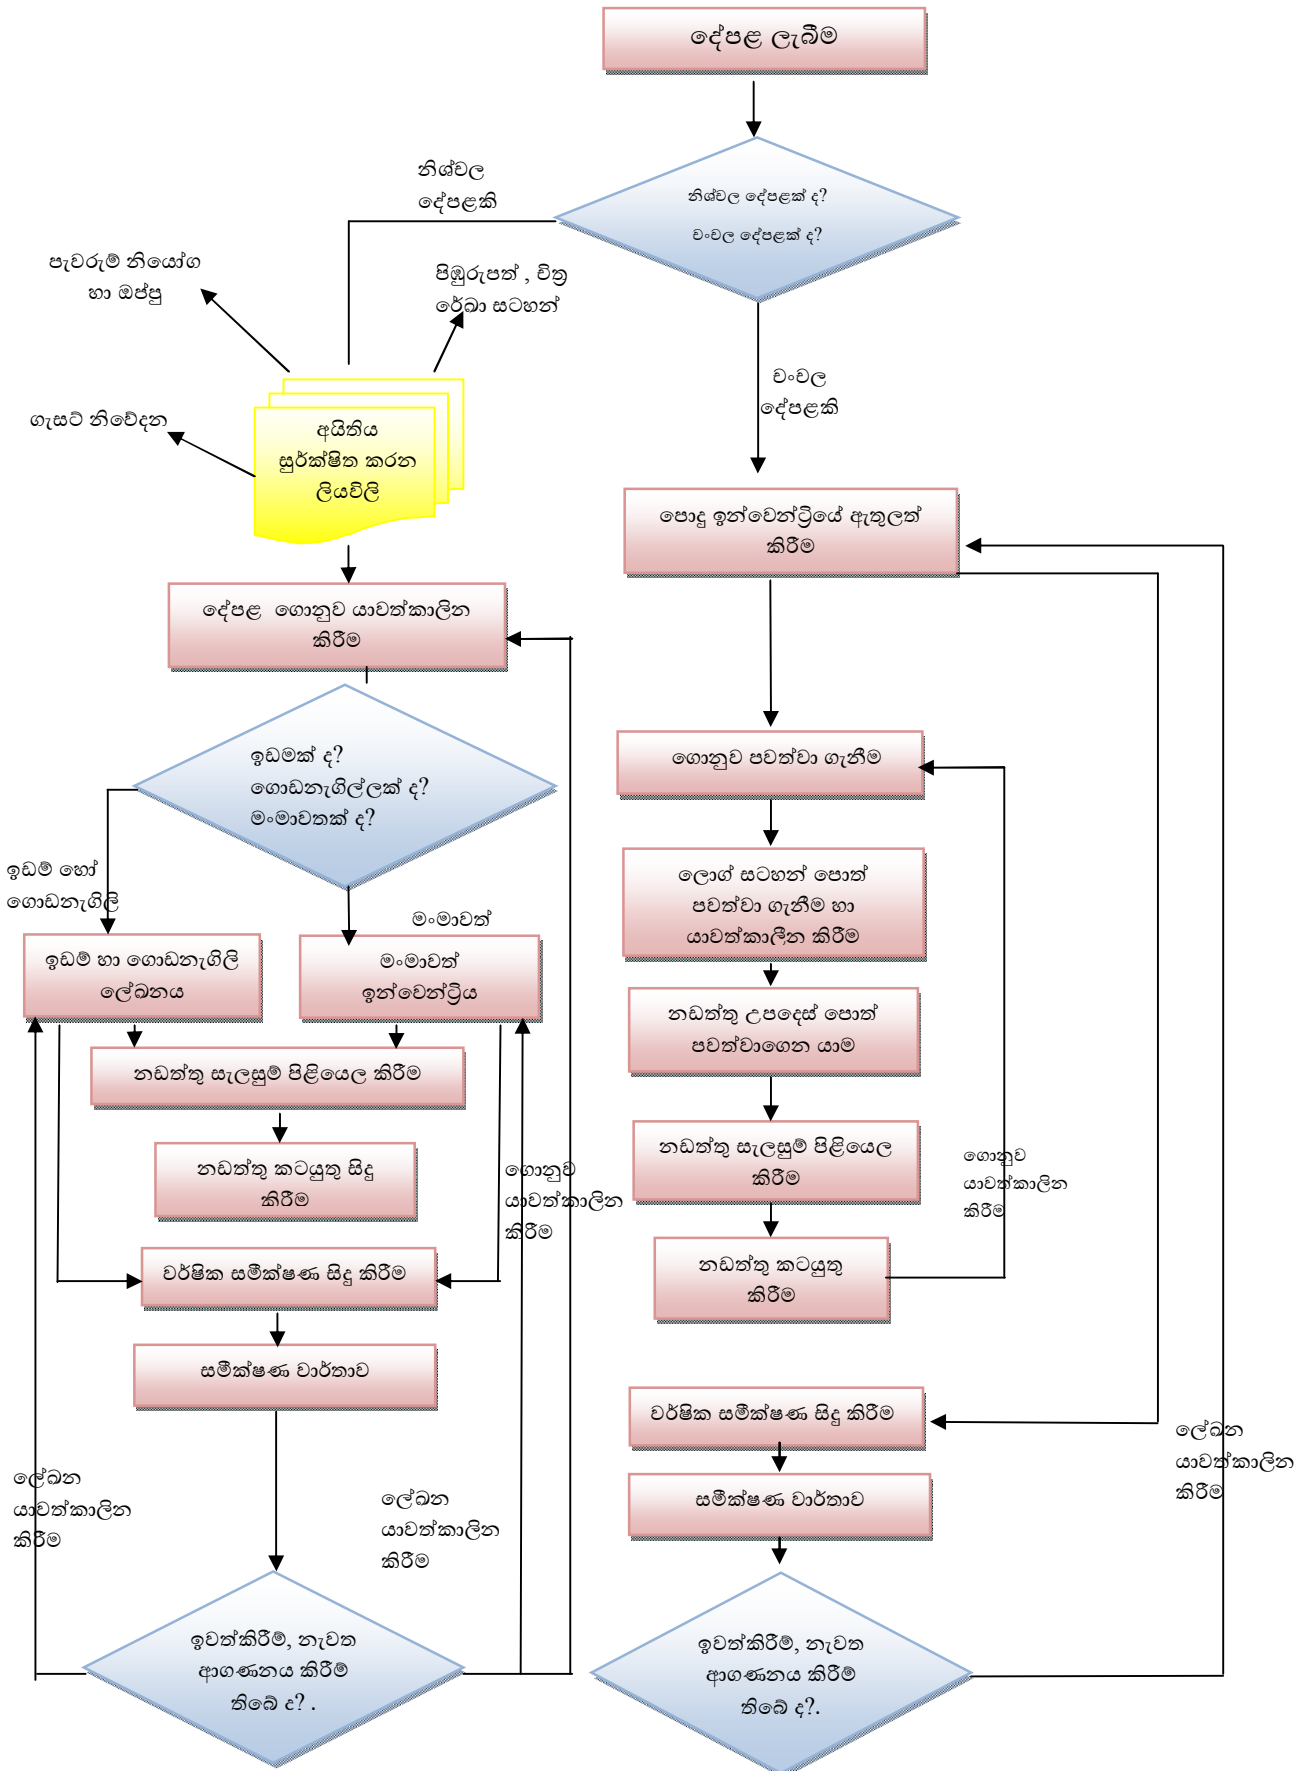 දේපළ ලැබීම
නිශ්චල
දේපළකි
නිශ්චල දේපළක් ද?
චංචල දේපළක් ද?
පැවරුම් නියෝග
හා ඔප්පු
පිඹුරුපත් , චිත්‍ර
රේඛා සටහන්
චංචල
දේපළකි
ගැසට් නිවේදන
අයිතිය
සුර්ක්ෂිත කරන
ලියවිලි
පොදු ඉන්වෙන්ට්‍රියේ ඇතුලත්
කිරීම
දේපළ ගොනුව යාවත්කාලින
කිරීම
ඉඩමක් ද?
ගොඩනැගිල්ලක් ද?
මංමාවතක් ද?
ගොනුව පවත්වා ගැනීම
ඉඩම් හෝ
ගොඩනැගිලි
ලොග් සටහන් පොත්
පවත්වා ගැනීම හා
යාවත්කාලීන කිරීම
මංමාවත්
ඉඩම් හා ගොඩනැගිලි
ලේඛනය
මංමාවත්
ඉන්වෙන්ට්‍රිය
නඩත්තු උපදෙස් පොත්
පවත්වාගෙන යාම
නඩත්තු සැලසුම් පිළියෙල කිරීම
නඩත්තු කටයුතු සිදු
කිරීම
ගොනුව
යාවත්කාලින
කිරීම
නඩත්තු සැලසුම් පිළියෙල
කිරීම
ගොනුව
යාවත්කාලින
කිරීම
වර්ෂික සමීක්ෂණ සිදු කිරීම
නඩත්තු කටයුතු
කිරීම
සමීක්ෂණ වාර්තාව
වර්ෂික සමීක්ෂණ සිදු කිරීම
ලේඛන
යාවත්කාලින
කිරීම
ලේඛන
යාවත්කාලින
කිරීම
ලේඛන
යාවත්කාලින
කිරීම
සමීක්ෂණ වාර්තාව
ඉවත්කිරීම්, නැවත
ආගණනය කිරීම්
තිබේ ද? .
ඉවත්කිරීම්, නැවත
ආගණනය කිරීම්
තිබේ ද?.